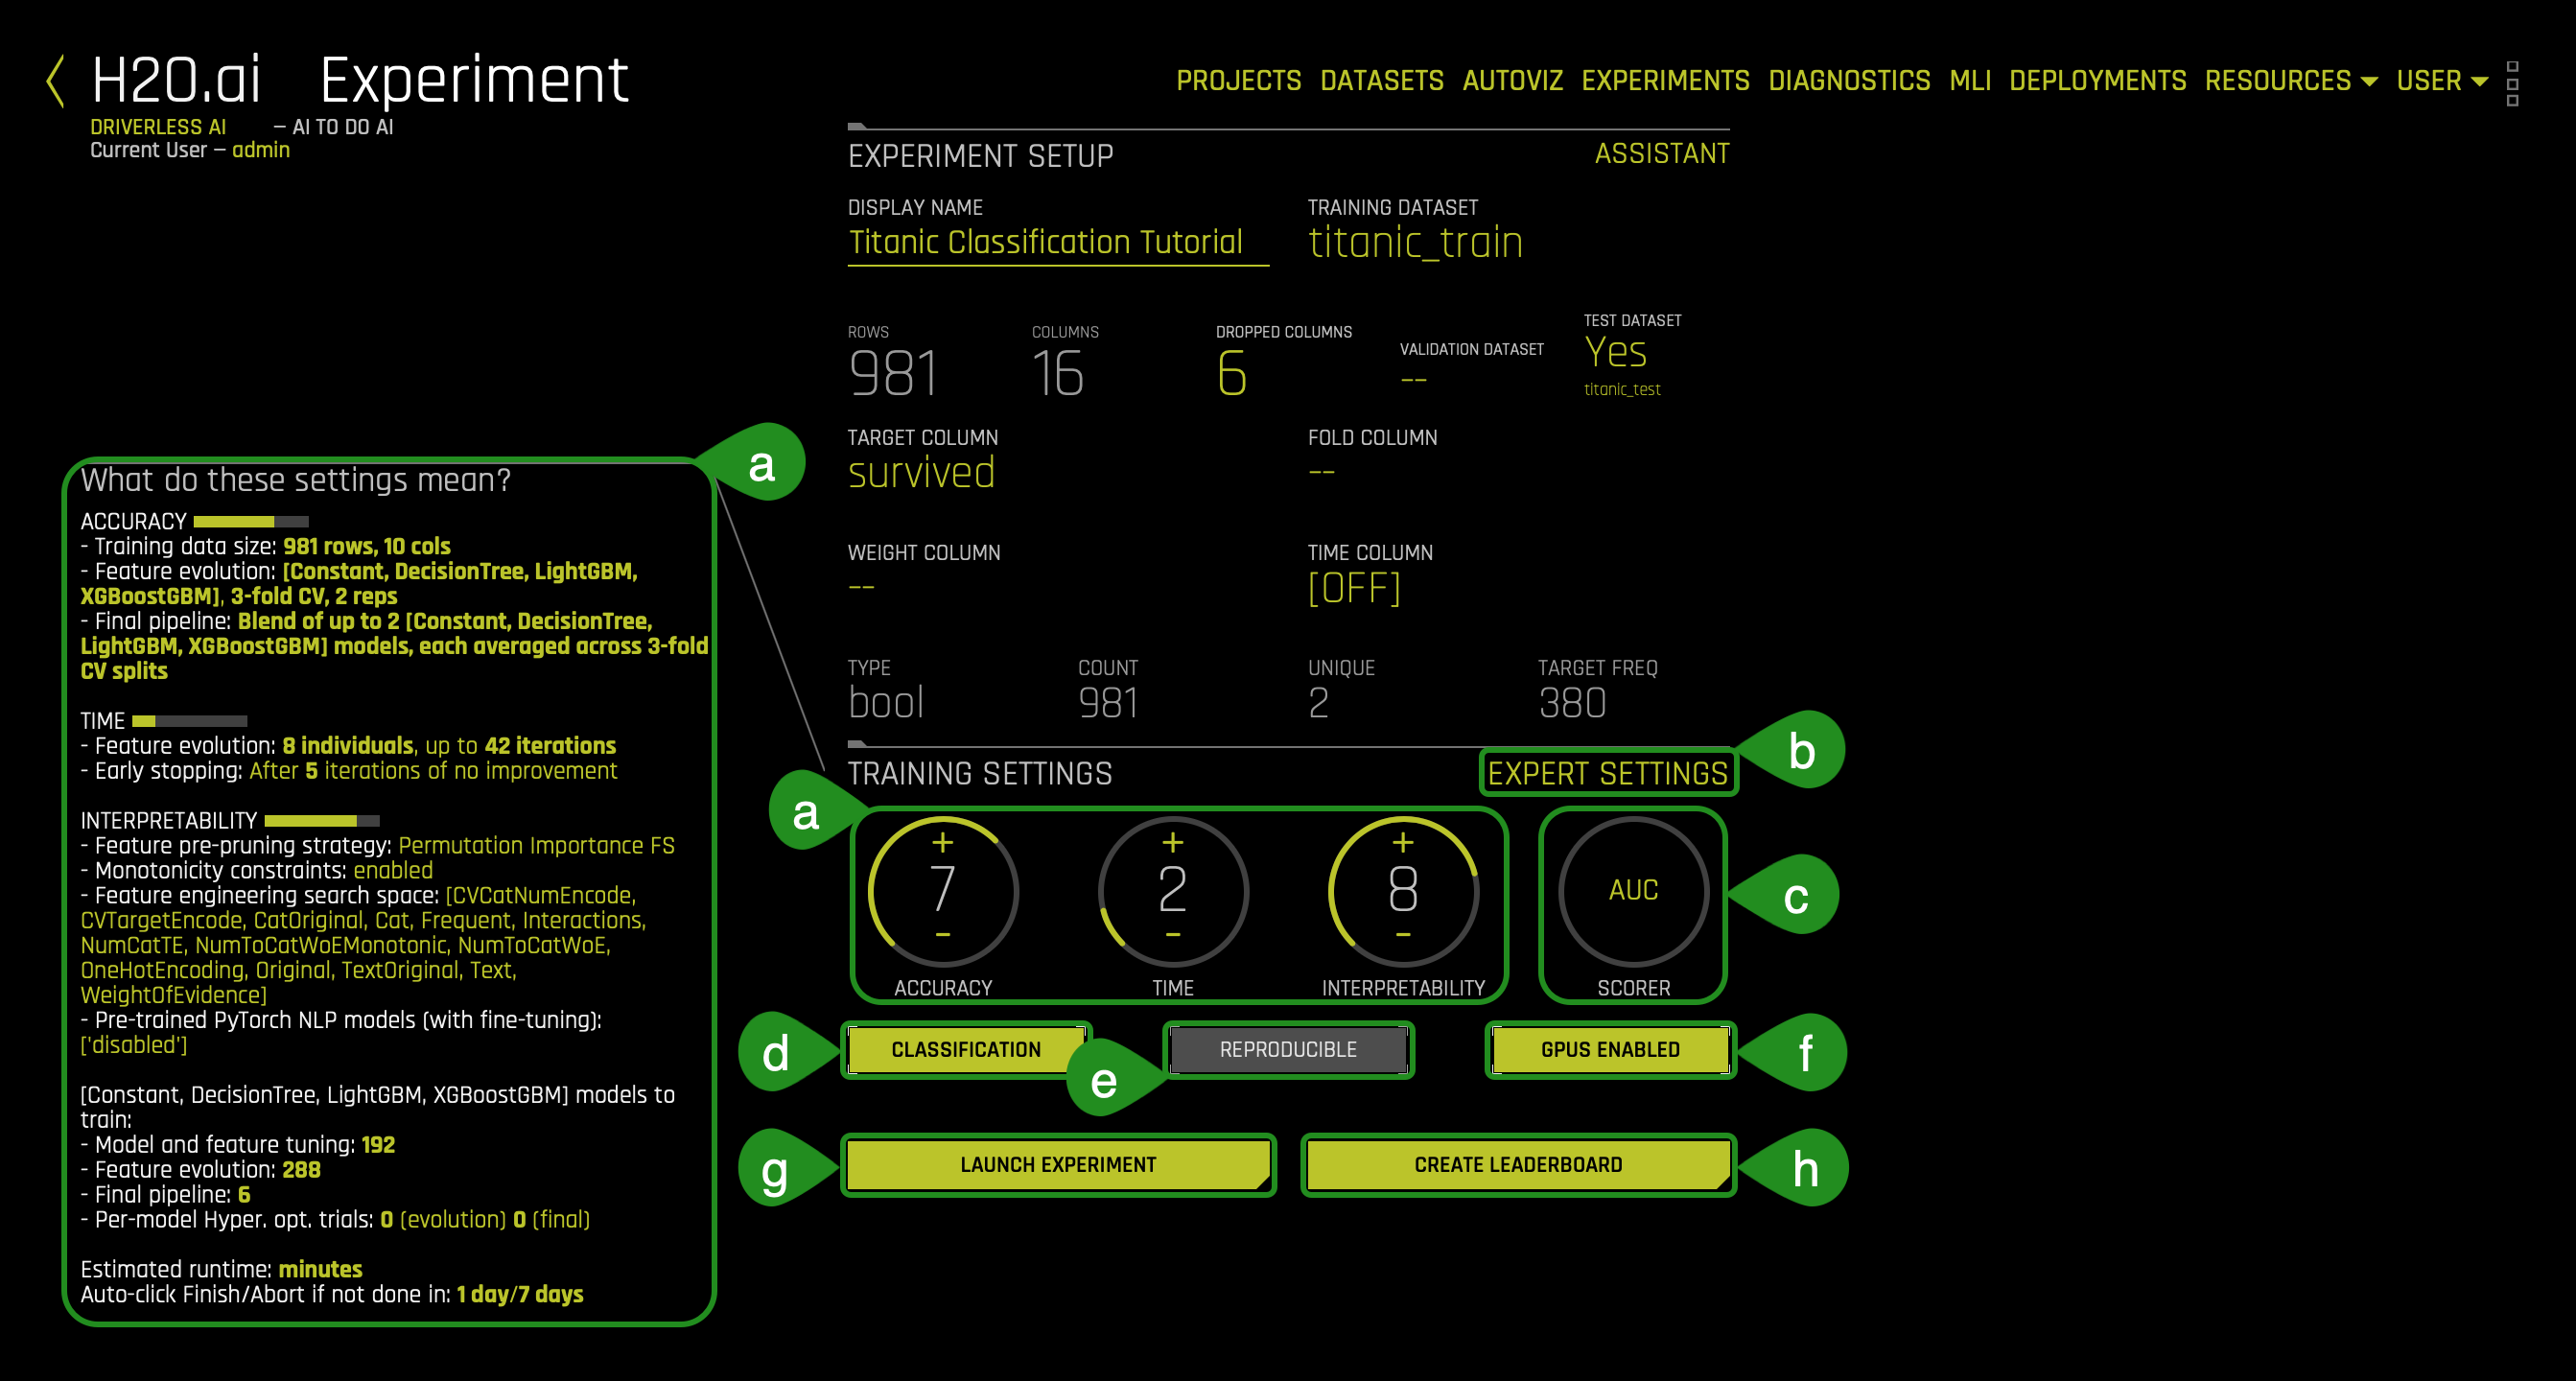 H2O.ai Experiment
DRIVERLESS AI — AI TO DO AI
Current User — admin
PROJECTS DATASETS AUTOVIZ EXPERIMENTS DIAGNOSTICS MLI DEPLOYMENTS RESOURCES USER
EXPERIMENT SETUP ASSISTANT
DISPLAY NAME TRAINING DATASET
Titanic Classification Tutorial titanic_train
ROWS COLUMNS DROPPED COLUMNS VALIDATION DATASET TEST DATASET
981 16 6 -- Yes
titanic_test
TARGET COLUMN FOLD COLUMN
survived --
WEIGHT COLUMN TIME COLUMN
-- [OFF]
TYPE COUNT UNIQUE TARGET FREQ
bool 981 2 380
a
What do these settings mean?
ACCURACY
- Training data size: 981 rows, 10 cols
- Feature evolution: [Constant, DecisionTree, LightGBM,
XGBoostGBM], 3-fold CV, 2 reps
- Final pipeline: Blend of up to 2 [Constant, DecisionTree,
LightGBM, XGBoostGBM] models, each averaged across 3-fold
CV splits
TIME
- Feature evolution: 8 individuals, up to 42 iterations
- Early stopping: After 5 iterations of no improvement
INTERPRETABILITY
- Feature pre-pruning strategy: Permutation Importance FS
- Monotonicity constraints: enabled
- Feature engineering search space: [CVCatNumEncode,
CVTargetEncode, CatOriginal, Cat, Frequent, Interactions,
NumCatTE, NumToCatWoEMonotonic, NumToCatWoE,
OneHotEncoding, Original, TextOriginal, Text,
WeightOfEvidence]
- Pre-trained PyTorch NLP models (with fine-tuning):
['disabled']
[Constant, DecisionTree, LightGBM, XGBoostGBM] models to
train:
- Model and feature tuning: 192
- Feature evolution: 288
- Final pipeline: 6
- Per-model Hyper. opt. trials: 0 (evolution) 0 (final)
Estimated runtime: minutes
Auto-click Finish/Abort if not done in: 1 day/7 days
TRAINING SETTINGS EXPERT SETTINGS b
a
+ + +
7 2 8 AUC c
- - -
ACCURACY TIME INTERPRETABILITY SCORER
d CLASSIFICATION e REPRODUCIBLE GPUS ENABLED f
g LAUNCH EXPERIMENT CREATE LEADERBOARD h